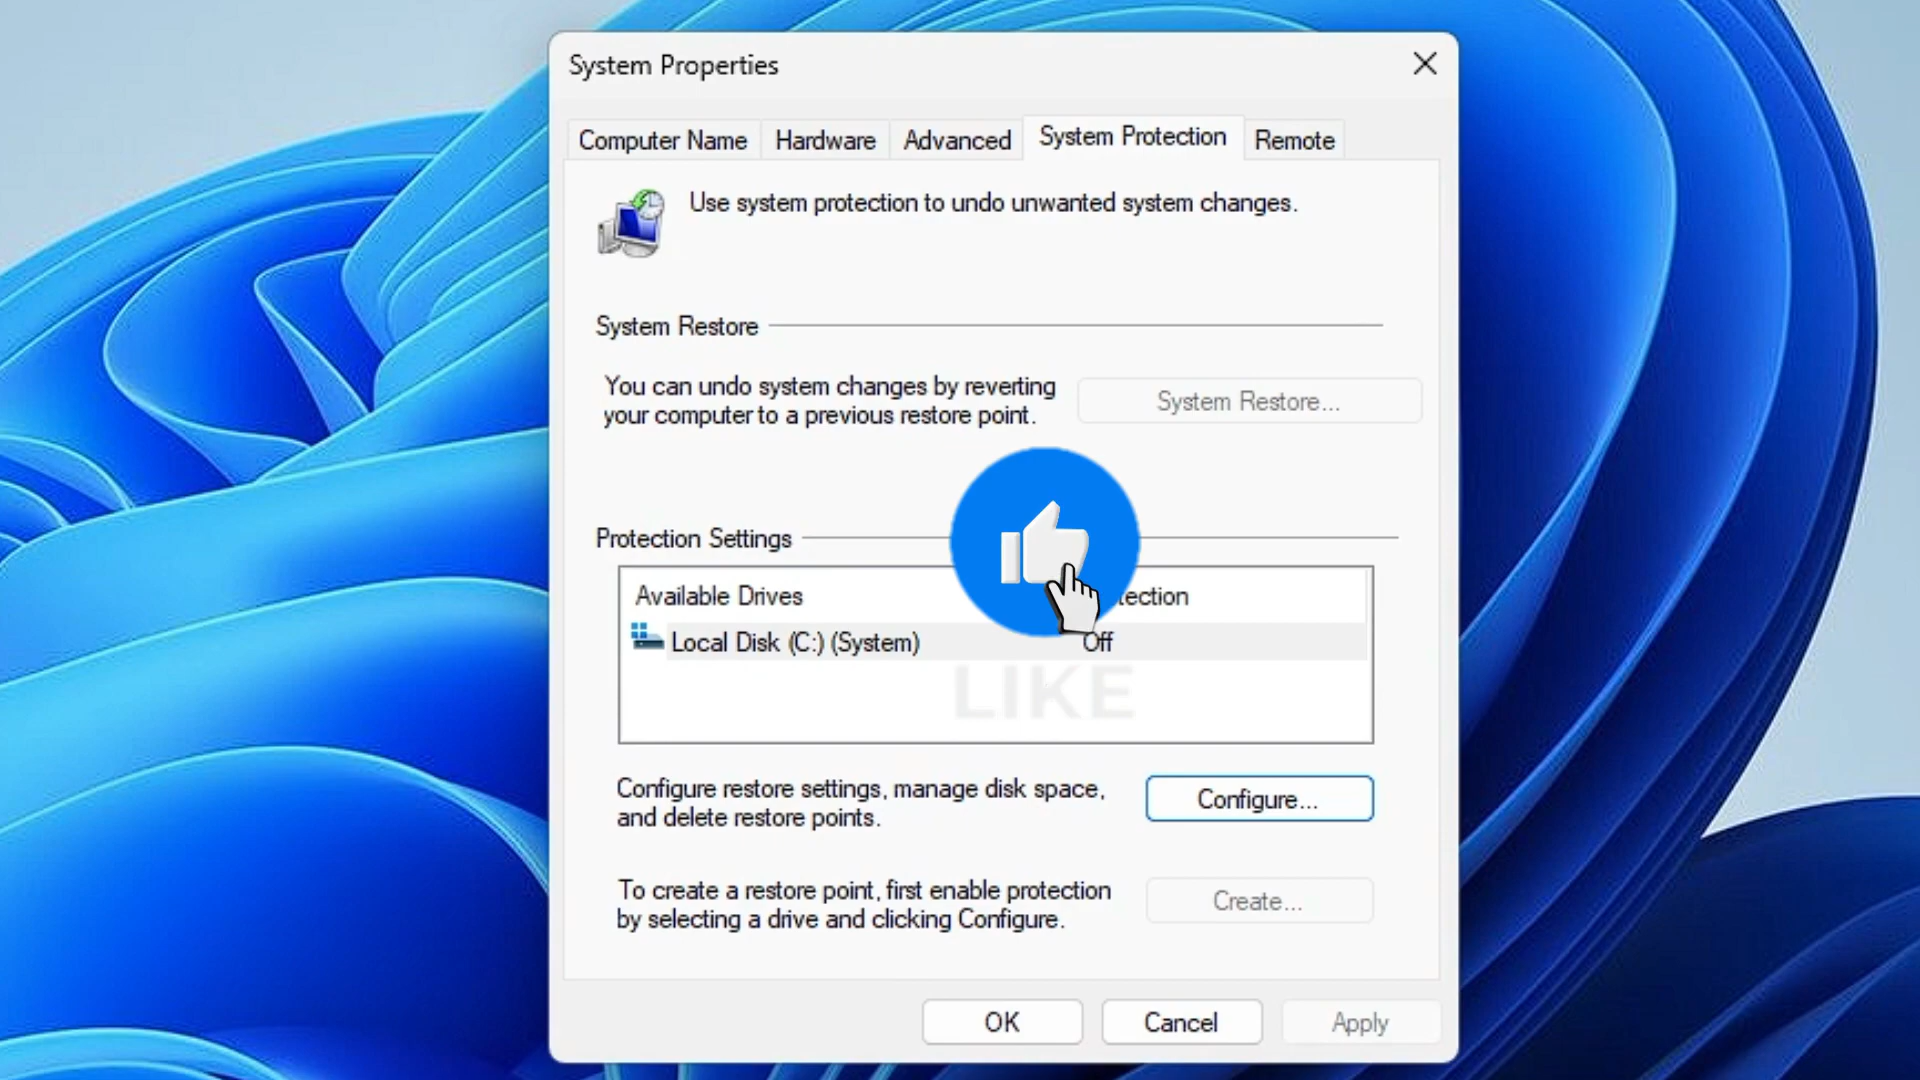 System Properties
Computer Name
Hardware
Advanced
System Protection
Remote
Use system protection to undo unwanted system changes.
System Restore
You can undo system changes by reverting
your computer to a previous restore point.
System Restore...
Protection Settings
Available Drives
tection
Local Disk (C:) (System)
Off
LIKE
Configure restore settings, manage disk space,
and delete restore points.
Configure...
To create a restore point, first enable protection
by selecting a drive and clicking Configure.
Create...
OK
Cancel
Apply